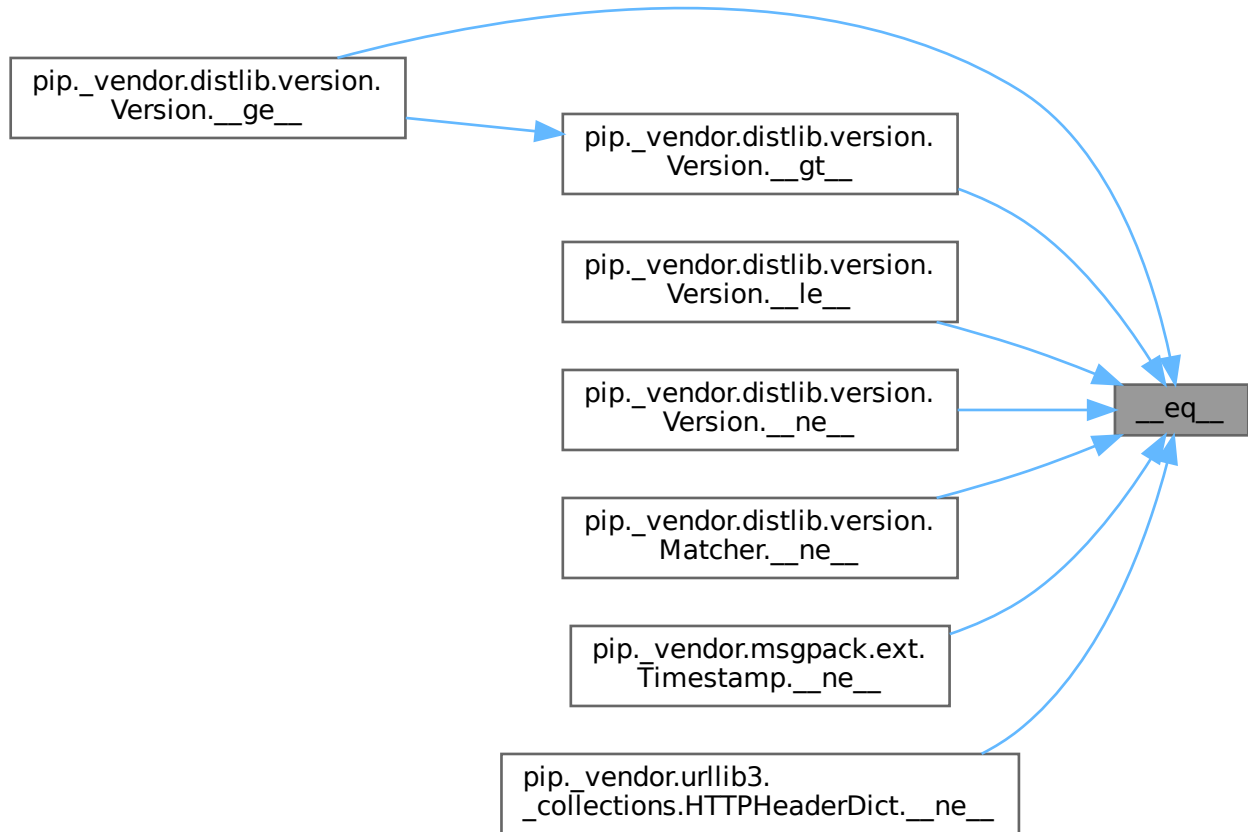 pip._vendor.distlib.version.
Version.__ge__
pip._vendor.distlib.version.
Version.__gt__
pip._vendor.distlib.version.
Version.__le__
pip._vendor.distlib.version.
Version.__ne__
__eq__
pip._vendor.distlib.version.
Matcher.__ne__
pip._vendor.msgpack.ext.
Timestamp.__ne__
pip._vendor.urllib3.
_collections.HTTPHeaderDict.__ne__